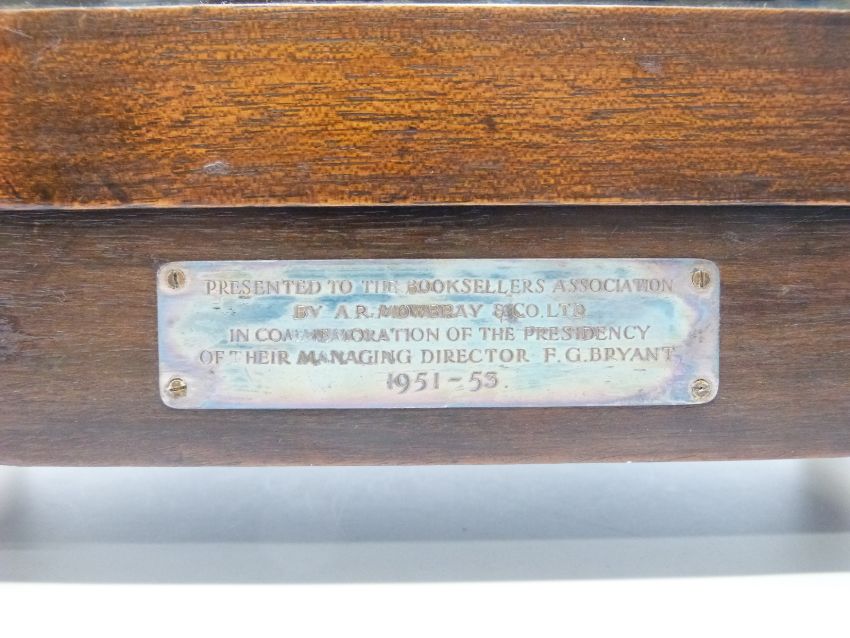 PRESENTED TO THE BOOKSELLERS ASSOCIATION
BY A.R. MOWBRAY & CO. LTD
IN COMMEMORATION OF THE PRESIDENCY
OF THEIR MANAGING DIRECTOR F.G. BRYANT.
1951-53.